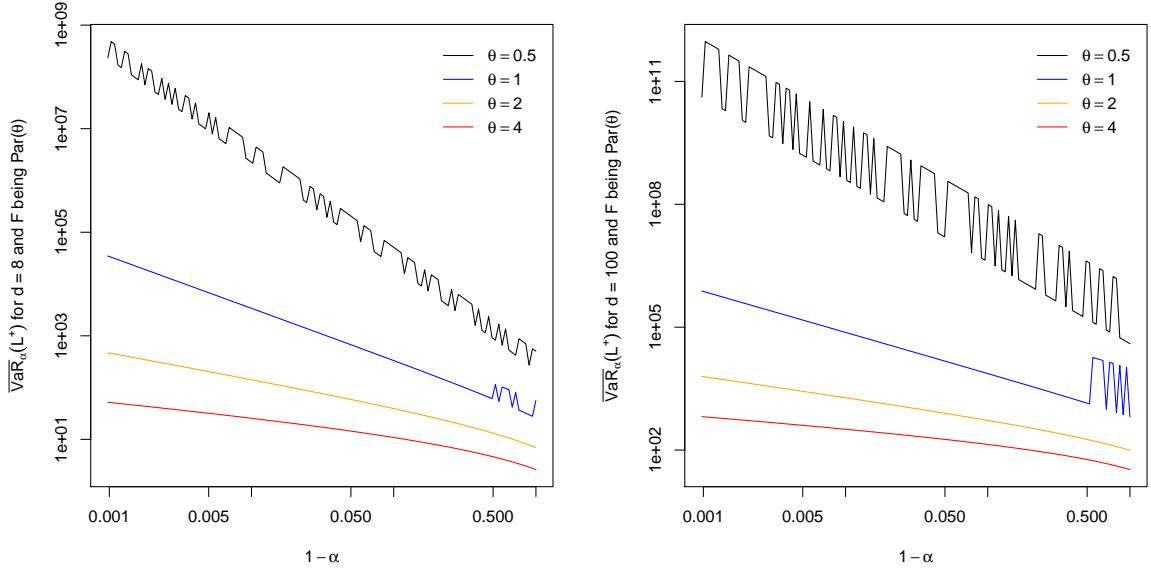 VaR̅_α(L⁺) for d = 8 and F being Par(θ)
1e+09
1e+07
1e+05
1e+03
1e+01
θ = 0.5
θ = 1
θ = 2
θ = 4
0.001
0.005
0.050
0.500
1 − α
VaR̅_α(L⁺) for d = 100 and F being Par(θ)
1e+11
1e+08
1e+05
1e+02
θ = 0.5
θ = 1
θ = 2
θ = 4
0.001
0.005
0.050
0.500
1 − α